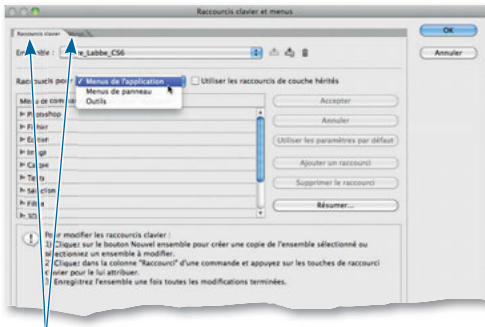 Raccourcis clavier et menus
Raccourcis clavier Menus
OK
Ensemble : Labbe_CS6
Annuler
Raccourcis pour Menus de l'application Utiliser les raccourcis de couche hérités
Menus de panneau
Outils
Menu de
Accepter
Photoshop
Annuler
Fichier
Edition
Utiliser les paramètres par défaut
Image
Ajouter un raccourci
Texte
Supprimer le raccourci
Sélection
Filtre
Résumer...
3D
Pour modifier les raccourcis clavier :
1) Cliquez sur le bouton Nouvel ensemble pour créer une copie de l'ensemble sélectionné ou
sélectionnez un ensemble à modifier.
2) Cliquez dans la colonne "Raccourci" d'une commande et appuyez sur les touches de raccourci
clavier pour le lui attribuer.
3) Enregistrez l'ensemble une fois toutes les modifications terminées.